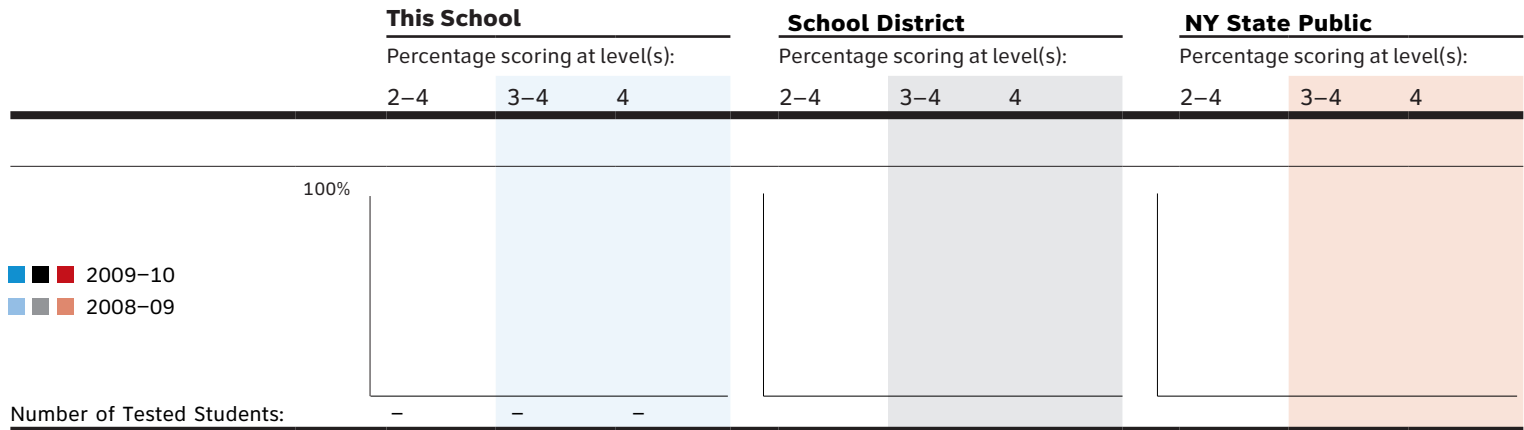 This School School District NY State Public
Percentage scoring at level(s): Percentage scoring at level(s): Percentage scoring at level(s):
2–4 3–4 4 2–4 3–4 4 2–4 3–4 4
100%
2009–10
2008–09
Number of Tested Students: – – –